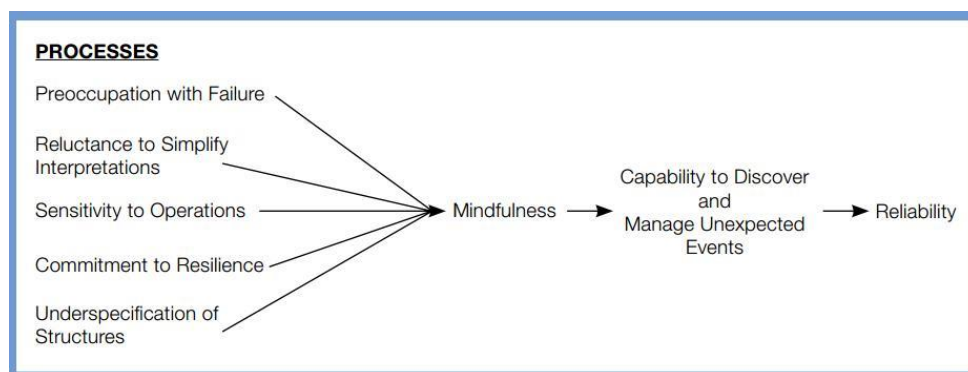 PROCESSES
Preoccupation with Failure
Reluctance to Simplify
Interpretations
Sensitivity to Operations
Commitment to Resilience
Underspecification of
Structures
Mindfulness
Capability to Discover
and
Manage Unexpected
Events
Reliability